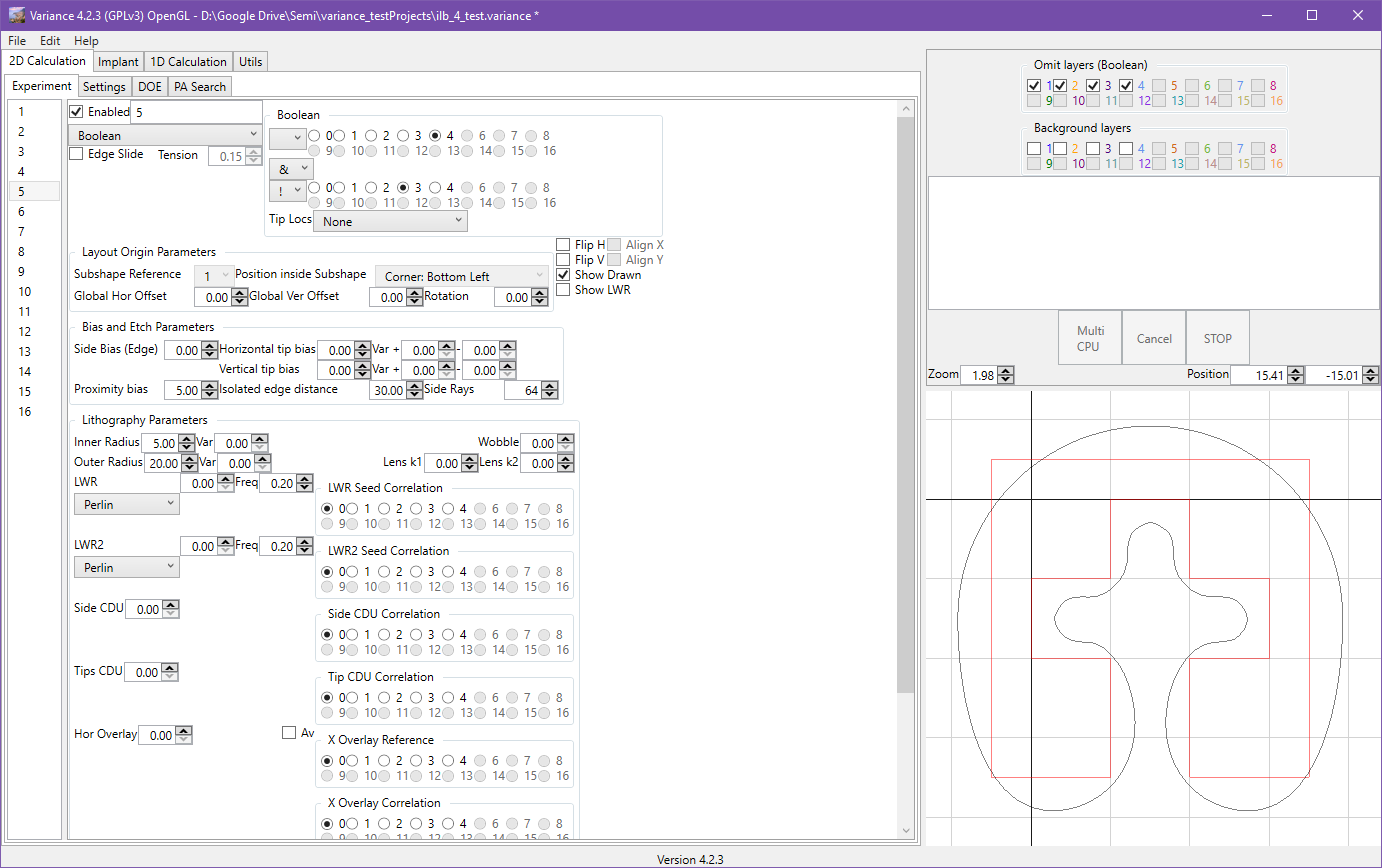 Variance 4.2.3 (GPLv3) OpenGL - D:\Google Drive\Semi\variance_testProjects\ilb_4_test.variance *
File Edit Help
2D Calculation Implant 1D Calculation Utils
Experiment Settings DOE PA Search
1
2
3
4
5
6
7
8
9
10
11
12
13
14
15
16
Enabled 5
Boolean
Edge Slide Tension 0.15
Boolean
0 1 2 3 4 6 7 8
9 10 11 12 13 14 15 16
&
! 0 1 2 3 4 6 7 8
9 10 11 12 13 14 15 16
Tip Locs None
Layout Origin Parameters
Subshape Reference 1 Position inside Subshape Corner: Bottom Left
Global Hor Offset 0.00 Global Ver Offset 0.00 Rotation 0.00
Flip H Align X
Flip V Align Y
Show Drawn
Show LWR
Bias and Etch Parameters
Side Bias (Edge) 0.00 Horizontal tip bias 0.00 Var + 0.00 - 0.00
Vertical tip bias 0.00 Var + 0.00 - 0.00
Proximity bias 5.00 Isolated edge distance 30.00 Side Rays 64
Lithography Parameters
Inner Radius 5.00 Var 0.00 Wobble 0.00
Outer Radius 20.00 Var 0.00 Lens k1 0.00 Lens k2 0.00
LWR 0.00 Freq 0.20
Perlin
LWR Seed Correlation
0 1 2 3 4 6 7 8
9 10 11 12 13 14 15 16
LWR2 0.00 Freq 0.20
Perlin
LWR2 Seed Correlation
0 1 2 3 4 6 7 8
9 10 11 12 13 14 15 16
Side CDU 0.00
Side CDU Correlation
0 1 2 3 4 6 7 8
9 10 11 12 13 14 15 16
Tips CDU 0.00
Tip CDU Correlation
0 1 2 3 4 6 7 8
9 10 11 12 13 14 15 16
Hor Overlay 0.00 Av
X Overlay Reference
0 1 2 3 4 6 7 8
9 10 11 12 13 14 15 16
X Overlay Correlation
0 1 2 3 4 6 7 8
9 10 11 12 13 14 15 16
Omit layers (Boolean)
1 2 3 4 5 6 7 8
9 10 11 12 13 14 15 16
Background layers
1 2 3 4 5 6 7 8
9 10 11 12 13 14 15 16
Multi
CPU
Cancel STOP
Zoom 1.98 Position 15.41 -15.01
Version 4.2.3